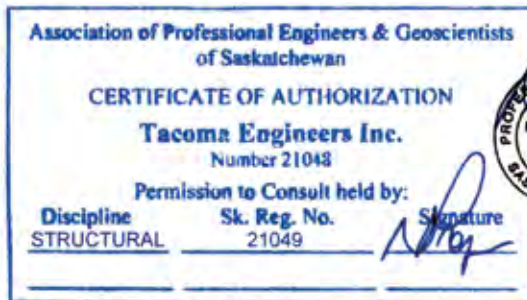 Association of Professional Engineers & Geoscientists
of Saskatchewan
CERTIFICATE OF AUTHORIZATION
Tacoma Engineers Inc.
Number 21048
Permission to Consult held by:
Discipline Sk. Reg. No. Signature
STRUCTURAL 21049